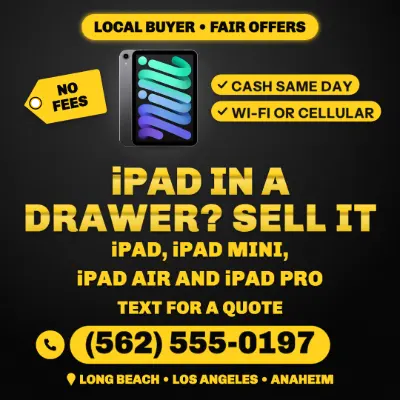 LOCAL BUYER • FAIR OFFERS
NO
FEES
CASH SAME DAY
WI-FI OR CELLULAR
iPAD IN A
DRAWER? SELL IT
iPAD, iPAD MINI,
iPAD AIR AND iPAD PRO
TEXT FOR A QUOTE
(562) 555-0197
LONG BEACH • LOS ANGELES • ANAHEIM